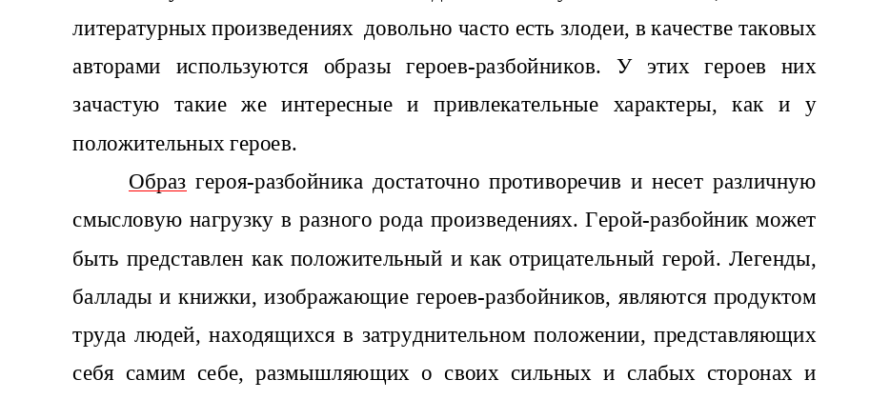 литературных произведениях  довольно часто есть злодеи, в качестве таковых
авторами используются образы героев-разбойников. У этих героев них
зачастую такие же интересные и привлекательные характеры, как и у
положительных героев.
Образ героя-разбойника достаточно противоречив и несет различную
смысловую нагрузку в разного рода произведениях. Герой-разбойник может
быть представлен как положительный и как отрицательный герой. Легенды,
баллады и книжки, изображающие героев-разбойников, являются продуктом
труда людей, находящихся в затруднительном положении, представляющих
себя самим себе, размышляющих о своих сильных и слабых сторонах и